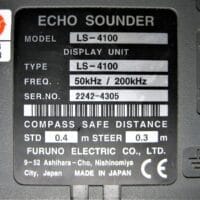 ECHO SOUNDER
MODEL LS-4100
DISPLAY UNIT
TYPE LS-4100
FREQ. 50kHz / 200kHz
SER.NO. 2242-4305
COMPASS SAFE DISTANCE
STD 0.4 m STEER 0.3 m
FURUNO ELECTRIC CO., LTD.
9-52 Ashihara-Cho, Nishinomiya
City, Japan MADE IN JAPAN